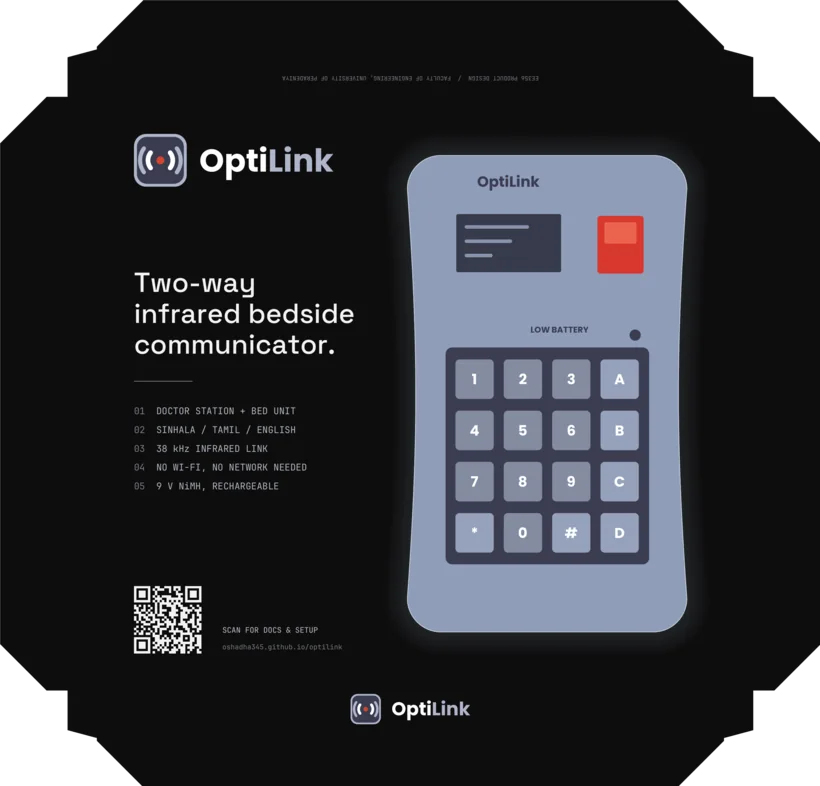 EE356 PRODUCT DESIGN / FACULTY OF ENGINEERING, UNIVERSITY OF PERADENIYA
OptiLink
Two-way
infrared bedside
communicator.
01 DOCTOR STATION + BED UNIT
02 SINHALA / TAMIL / ENGLISH
03 38 kHz INFRARED LINK
04 NO WI-FI, NO NETWORK NEEDED
05 9 V NiMH, RECHARGEABLE
SCAN FOR DOCS & SETUP
oshadha345.github.io/optilink
OptiLink
LOW BATTERY
1 2 3 A
4 5 6 B
7 8 9 C
* 0 # D
OptiLink